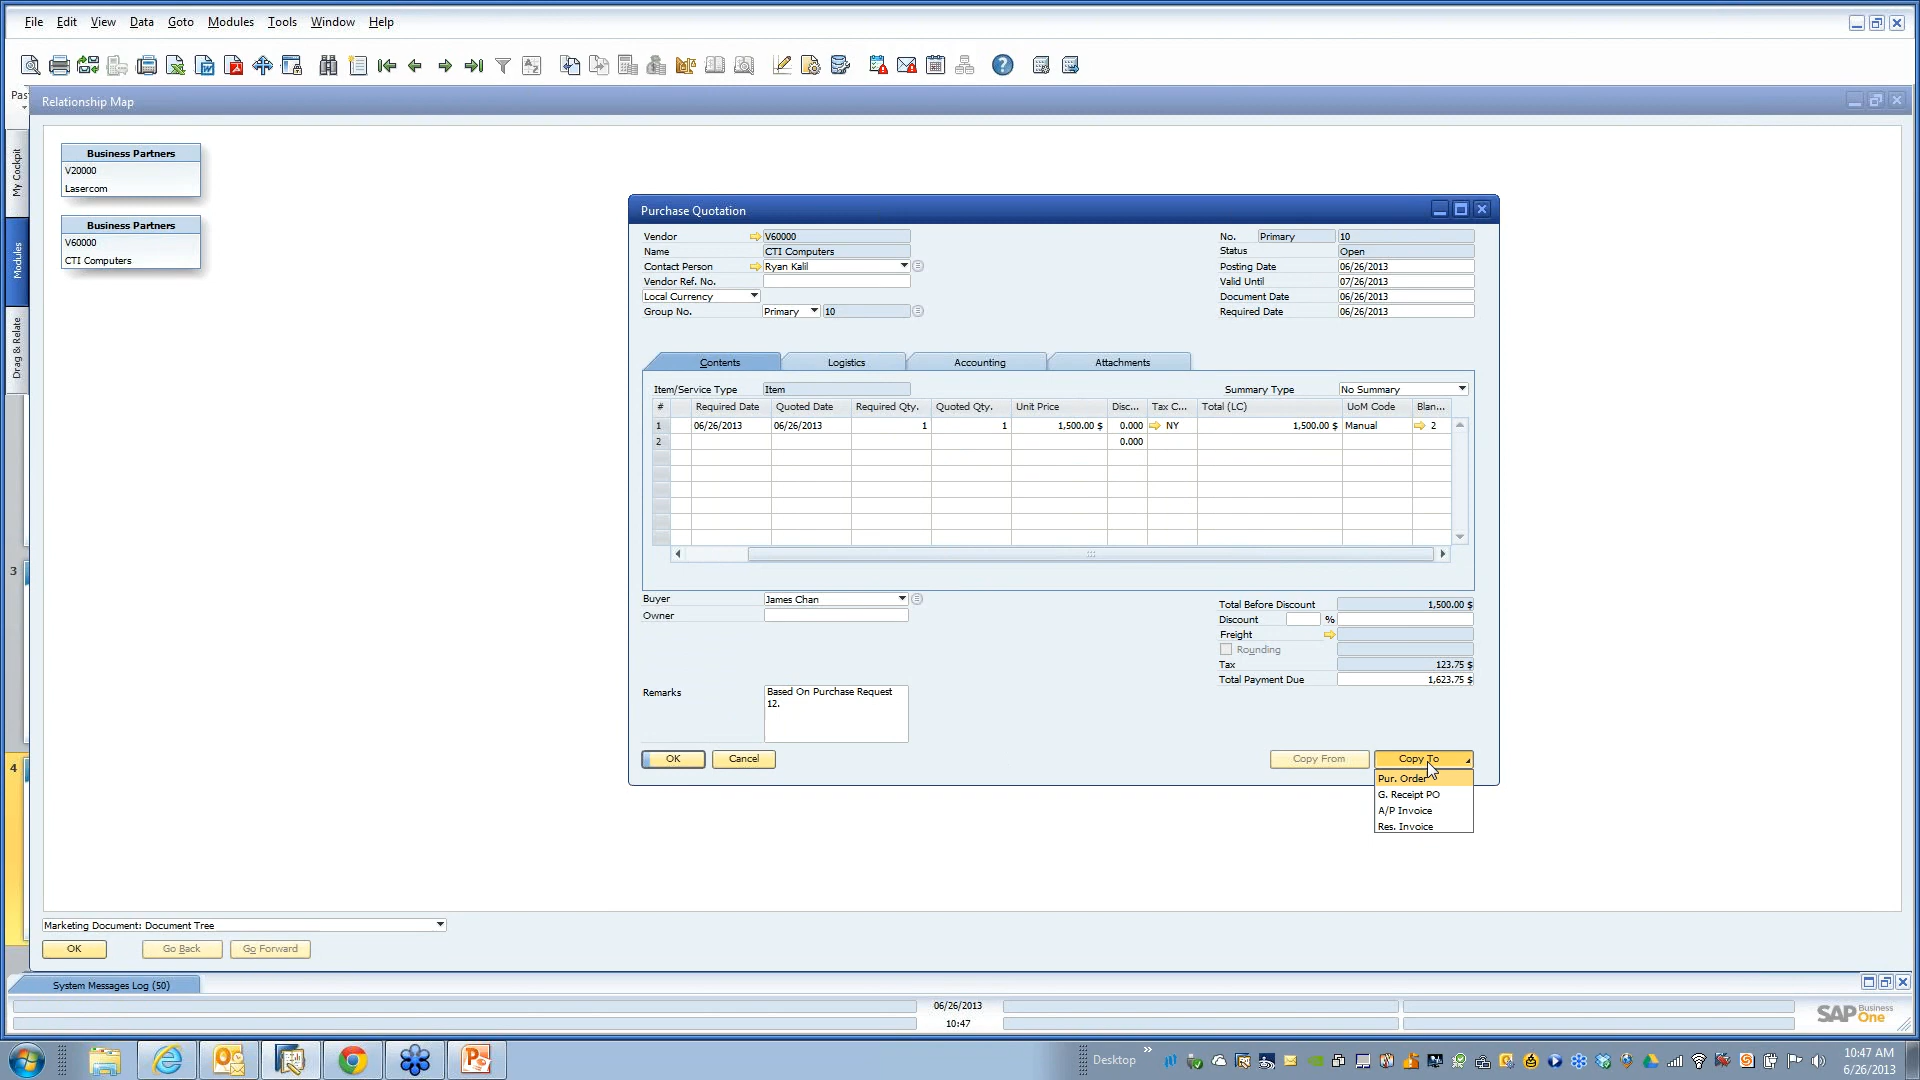 File Edit View Data Goto Modules Tools Window Help
Pas
Relationship Map
My Cockpit
Modules
Drag & Relate
Business Partners
V20000
Lasercom
Business Partners
V60000
CTI Computers
Purchase Quotation
Vendor V60000
Name CTI Computers
Contact Person Ryan Kalil
Vendor Ref. No.
Local Currency
Group No. Primary 10
No. Primary 10
Status Open
Posting Date 06/26/2013
Valid Until 07/26/2013
Document Date 06/26/2013
Required Date 06/26/2013
Contents Logistics Accounting Attachments
Item/Service Type Item Summary Type No Summary
# Required Date Quoted Date Required Qty. Quoted Qty. Unit Price Disc... Tax C... Total (LC) UoM Code Blan...
1 06/26/2013 06/26/2013 1 1 1,500.00 $ 0.000 NY 1,500.00 $ Manual 2
2 0.000
Buyer James Chan
Owner
Total Before Discount 1,500.00 $
Discount %
Freight
Rounding
Tax 123.75 $
Total Payment Due 1,623.75 $
Remarks Based On Purchase Request
12.
OK Cancel Copy From Copy To
Pur. Order
G. Receipt PO
A/P Invoice
Res. Invoice
3
4
Marketing Document: Document Tree
OK Go Back Go Forward
System Messages Log (50)
06/26/2013
10:47
SAP Business One
Desktop
10:47 AM
6/26/2013